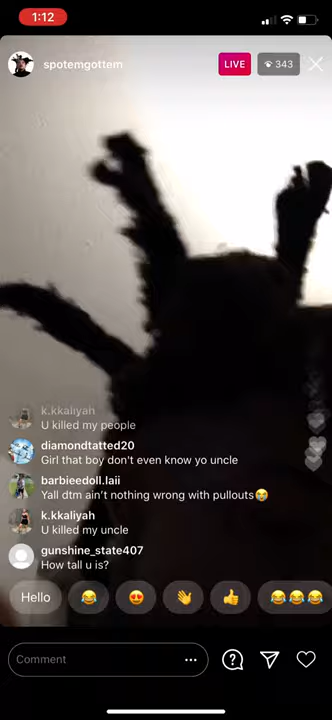 1:12
spotemgottem
LIVE
343
k.kkaliyah
U killed my people
diamondtatted20
Girl that boy don't even know yo uncle
barbieedoll.laii
Yall dtm ain’t nothing wrong with pullouts😂
k.kkaliyah
U killed my uncle
gunshine_state407
How tall u is?
Hello 😂 😍 👋 👍 😂😂😂
Comment